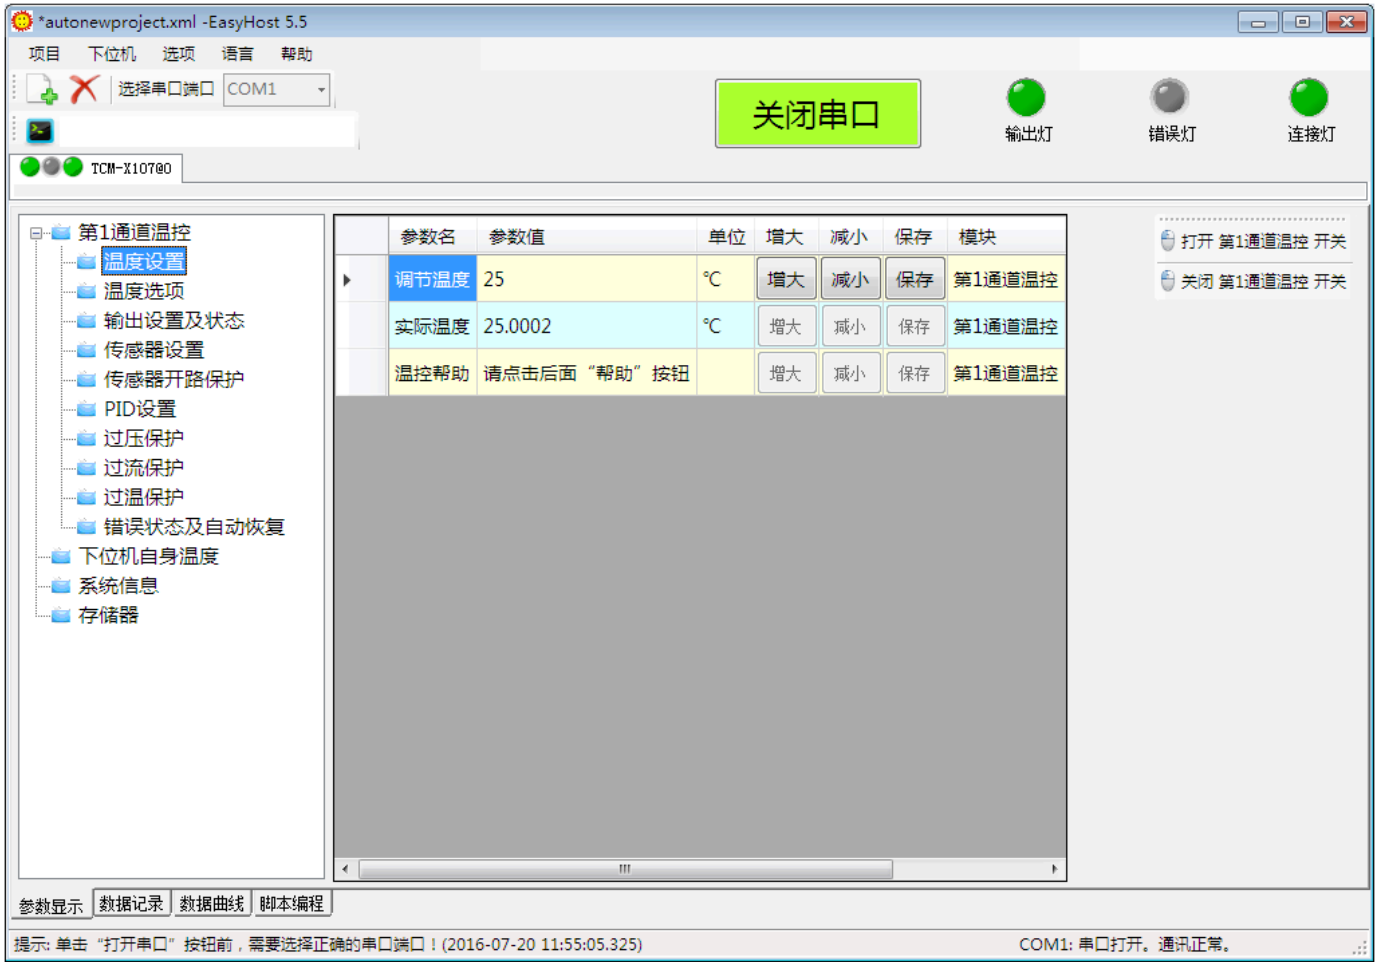 *autonewproject.xml -EasyHost 5.5
项目 下位机 选项 语言 帮助
选择串口端口 COM1
关闭串口
输出灯 错误灯 连接灯
TCM-X107@0
第1通道温控
温度设置
温度选项
输出设置及状态
传感器设置
传感器开路保护
PID设置
过压保护
过流保护
过温保护
错误状态及自动恢复
下位机自身温度
系统信息
存储器
参数名 参数值 单位 增大 减小 保存 模块
调节温度 25 ℃ 增大 减小 保存 第1通道温控
实际温度 25.0002 ℃ 增大 减小 保存 第1通道温控
温控帮助 请点击后面“帮助”按钮 增大 减小 保存 第1通道温控
打开 第1通道温控 开关
关闭 第1通道温控 开关
参数显示 数据记录 数据曲线 脚本编程
提示: 单击“打开串口”按钮前，需要选择正确的串口端口！(2016-07-20 11:55:05.325)
COM1: 串口打开。通讯正常。